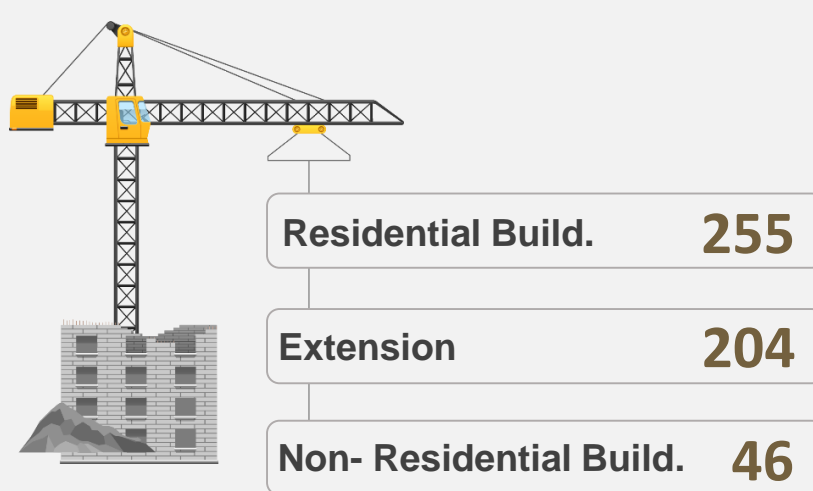 Residential Build. 255
Extension 204
Non- Residential Build. 46